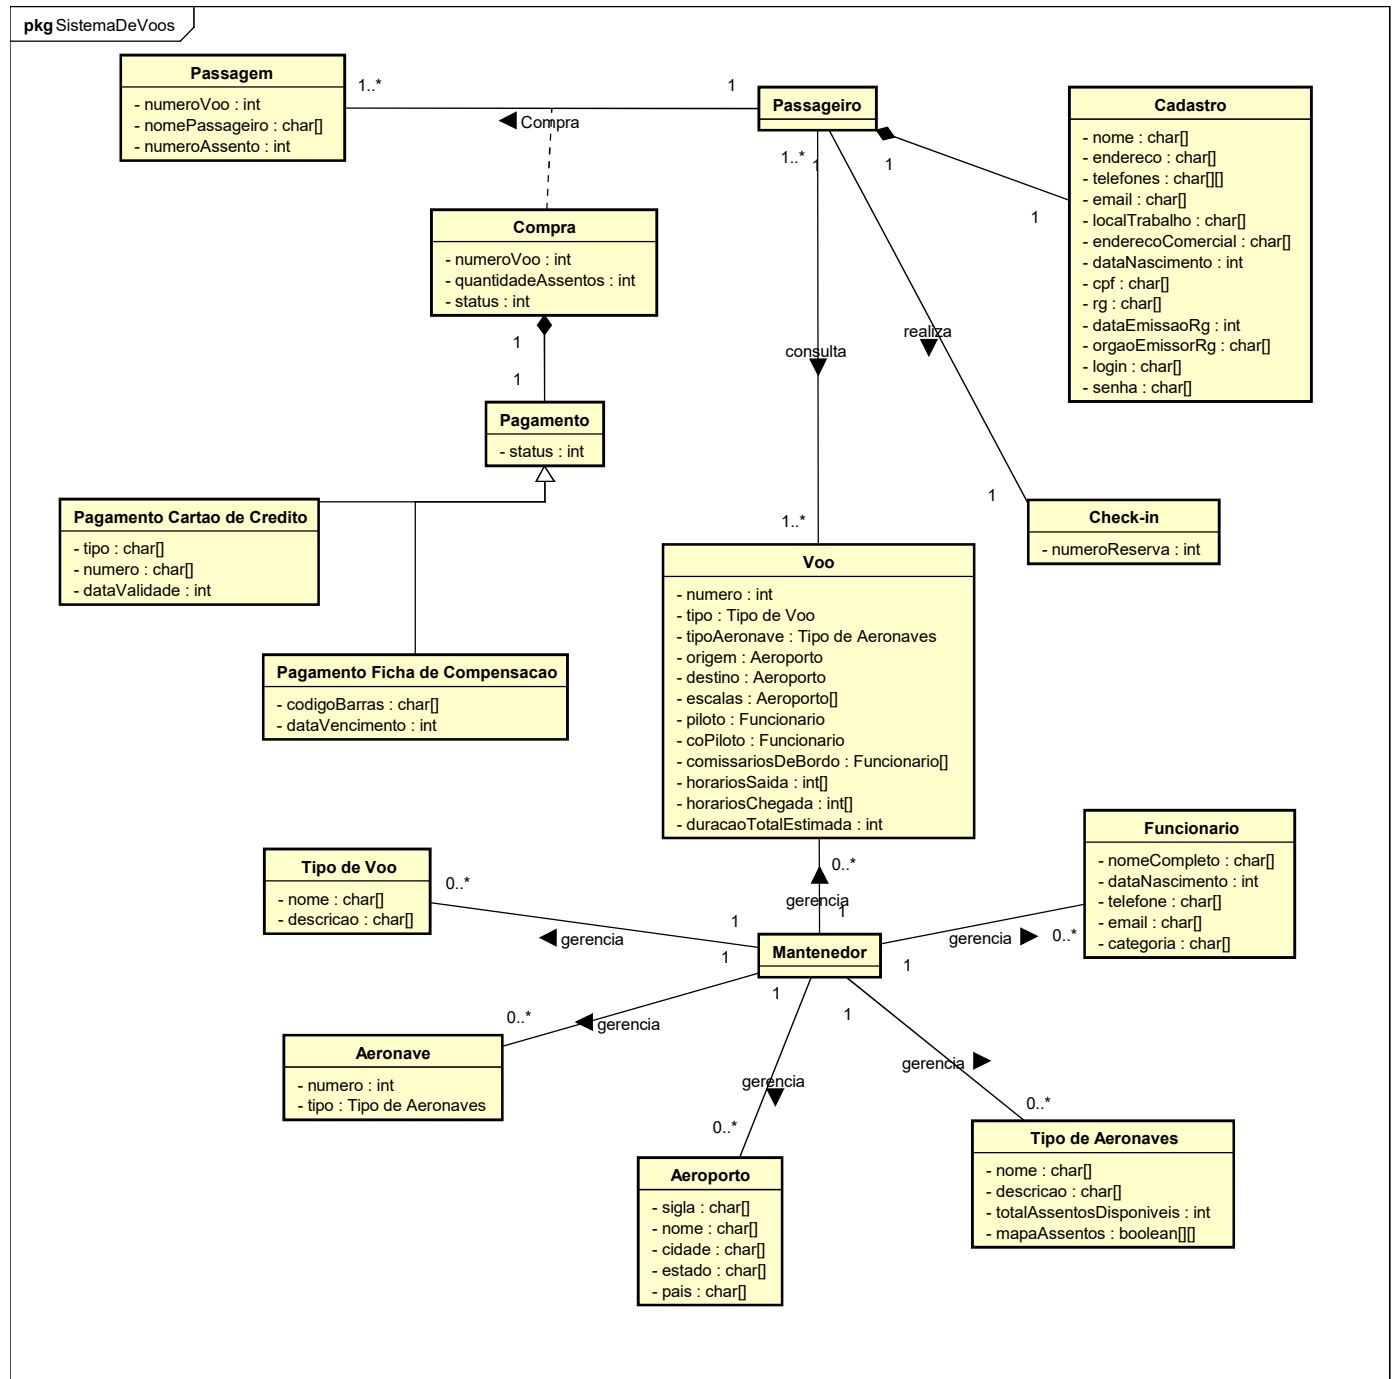 pkg SistemaDeVoos
Passagem
- numeroVoo : int
- nomePassageiro : char[]
- numeroAssento : int
1..*
1
Compra
Passageiro
Cadastro
- nome : char[]
- endereco : char[]
- telefones : char[][]
- email : char[]
- localTrabalho : char[]
- enderecoComercial : char[]
- dataNascimento : int
- cpf : char[]
- rg : char[]
- dataEmissaoRg : int
- orgaoEmissorRg : char[]
- login : char[]
- senha : char[]
1..*
1
1
1
Compra
- numeroVoo : int
- quantidadeAssentos : int
- status : int
1
1
consulta
realiza
Pagamento
- status : int
Pagamento Cartao de Credito
- tipo : char[]
- numero : char[]
- dataValidade : int
1..*
1
Check-in
- numeroReserva : int
Pagamento Ficha de Compensacao
- codigoBarras : char[]
- dataVencimento : int
Voo
- numero : int
- tipo : Tipo de Voo
- tipoAeronave : Tipo de Aeronaves
- origem : Aeroporto
- destino : Aeroporto
- escalas : Aeroporto[]
- piloto : Funcionario
- coPiloto : Funcionario
- comissariosDeBordo : Funcionario[]
- horariosSaida : int[]
- horariosChegada : int[]
- duracaoTotalEstimada : int
Tipo de Voo
- nome : char[]
- descricao : char[]
0..*
1
gerencia
0..*
gerencia
1
Funcionario
- nomeCompleto : char[]
- dataNascimento : int
- telefone : char[]
- email : char[]
- categoria : char[]
gerencia
0..*
1
Mantenedor
1
0..*
gerencia
1
1
Aeronave
- numero : int
- tipo : Tipo de Aeronaves
gerencia
0..*
gerencia
0..*
Aeroporto
- sigla : char[]
- nome : char[]
- cidade : char[]
- estado : char[]
- pais : char[]
Tipo de Aeronaves
- nome : char[]
- descricao : char[]
- totalAssentosDisponiveis : int
- mapaAssentos : boolean[][]